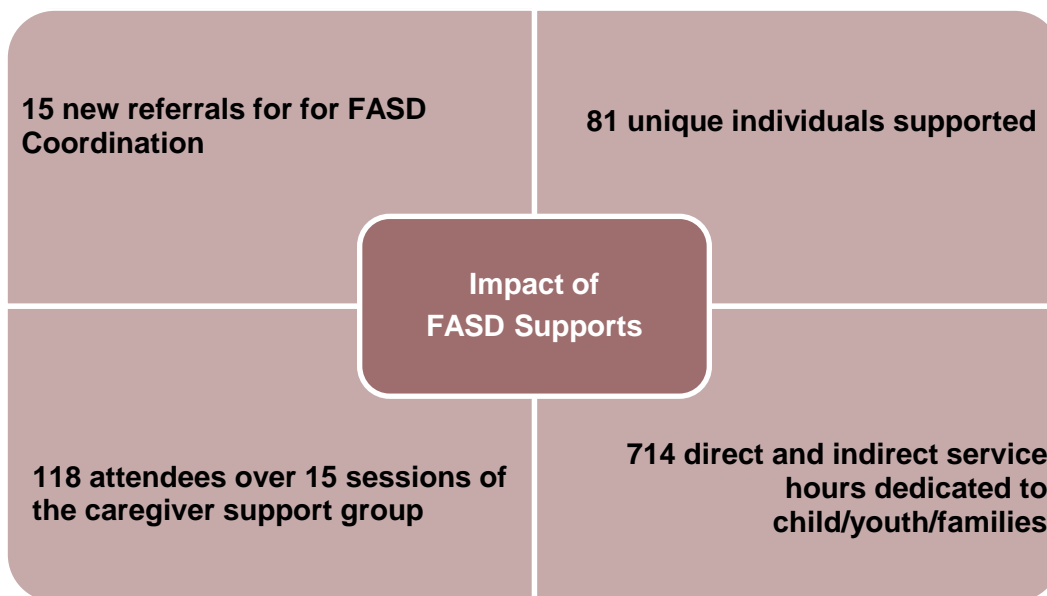 15 new referrals for for FASD
Coordination
81 unique individuals supported
Impact of
FASD Supports
118 attendees over 15 sessions of
the caregiver support group
714 direct and indirect service
hours dedicated to
child/youth/families